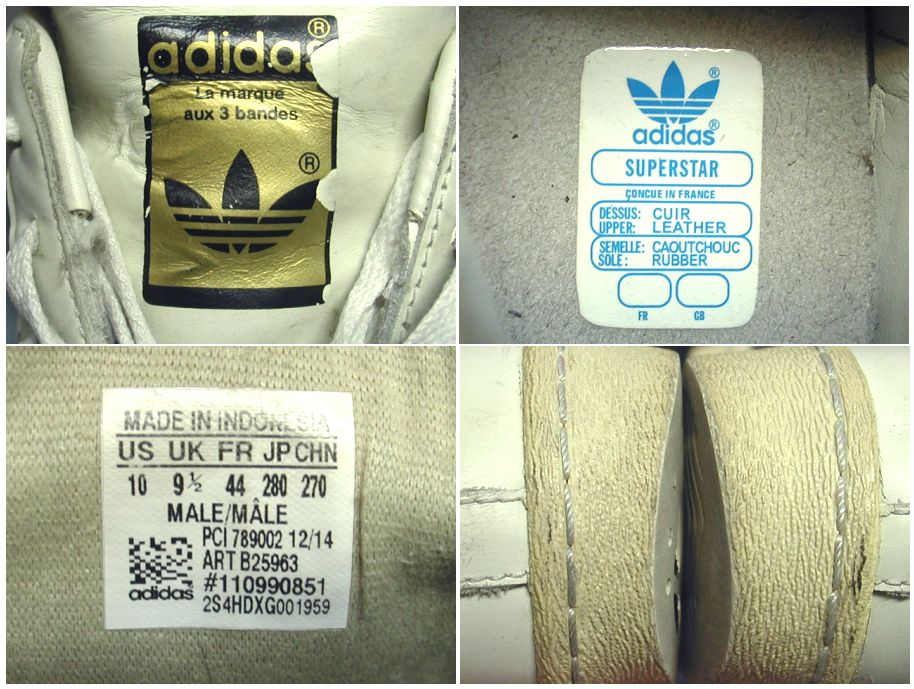 adidas®
La marque
aux 3 bandes
®
®
adidas®
SUPERSTAR
ÇONCUE IN FRANCE
DESSUS: CUIR
UPPER: LEATHER
SEMELLE: CAOUTCHOUC
SOLE: RUBBER
FR GB
MADE IN INDONESIA
US UK FR JP CHN
10 9½ 44 280 270
MALE/MÂLE
PCI 789002 12/14
ART B25963
#110990851
adidas
2S4HDXG001959